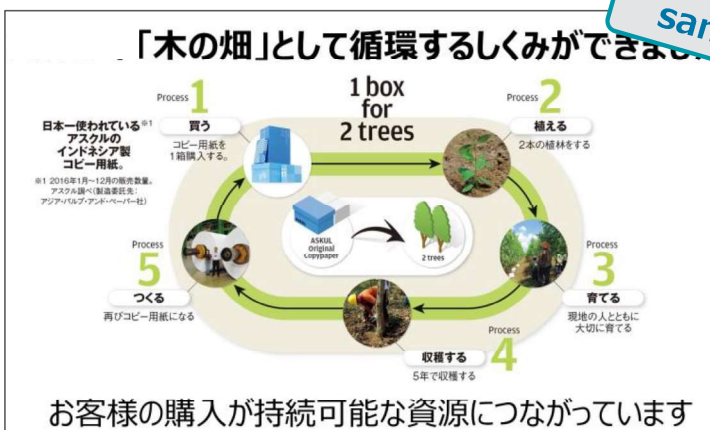 「木の畑」として循環するしくみができまし
1 box
for
2 trees
Process 1
買う
コピー用紙を
1箱購入する。
Process 2
植える
2本の植林をする
日本一使われている※1
アスクルの
インドネシア製
コピー用紙。
※1 2016年1月〜12月の販売数量。
アスクル調べ(製造委託先:
アジア・パルプ・アンド・ペーパー社)
ASKUL
Original
Copypaper
2 trees
Process 3
育てる
現地の人とともに
大切に育てる
Process 4
収穫する
5年で収穫する
Process 5
つくる
再びコピー用紙になる
お客様の購入が持続可能な資源につながっています